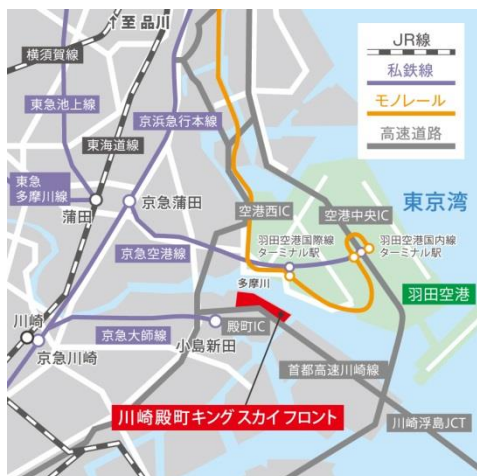 ↑至 品川
横須賀線
東急池上線
京浜急行本線
東海道線
東急
多摩川線
蒲田
京急蒲田
京急空港線
空港西IC
空港中央IC
羽田空港国際線
ターミナル駅
羽田空港国内線
ターミナル駅
東京湾
羽田空港
多摩川
川崎
京急川崎
京急大師線
小島新田
殿町IC
首都高速川崎線
川崎浮島JCT
川崎殿町キングスカイフロント
JR線
私鉄線
モノレール
高速道路